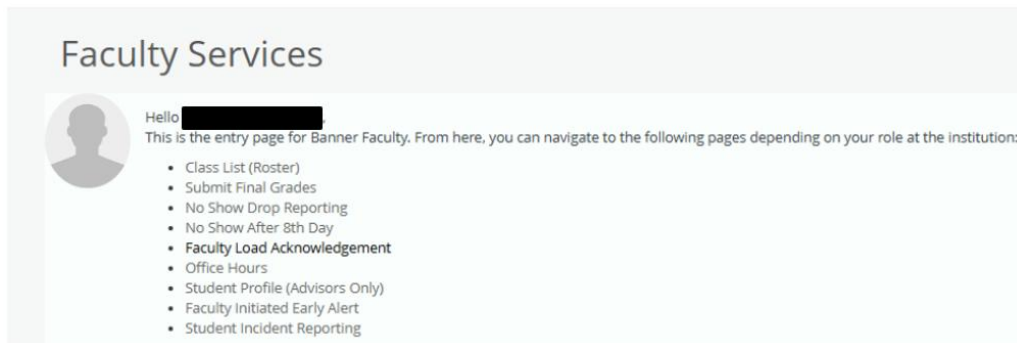 Faculty Services
Hello ,
This is the entry page for Banner Faculty. From here, you can navigate to the following pages depending on your role at the institution:
• Class List (Roster)
• Submit Final Grades
• No Show Drop Reporting
• No Show After 8th Day
• Faculty Load Acknowledgement
• Office Hours
• Student Profile (Advisors Only)
• Faculty Initiated Early Alert
• Student Incident Reporting